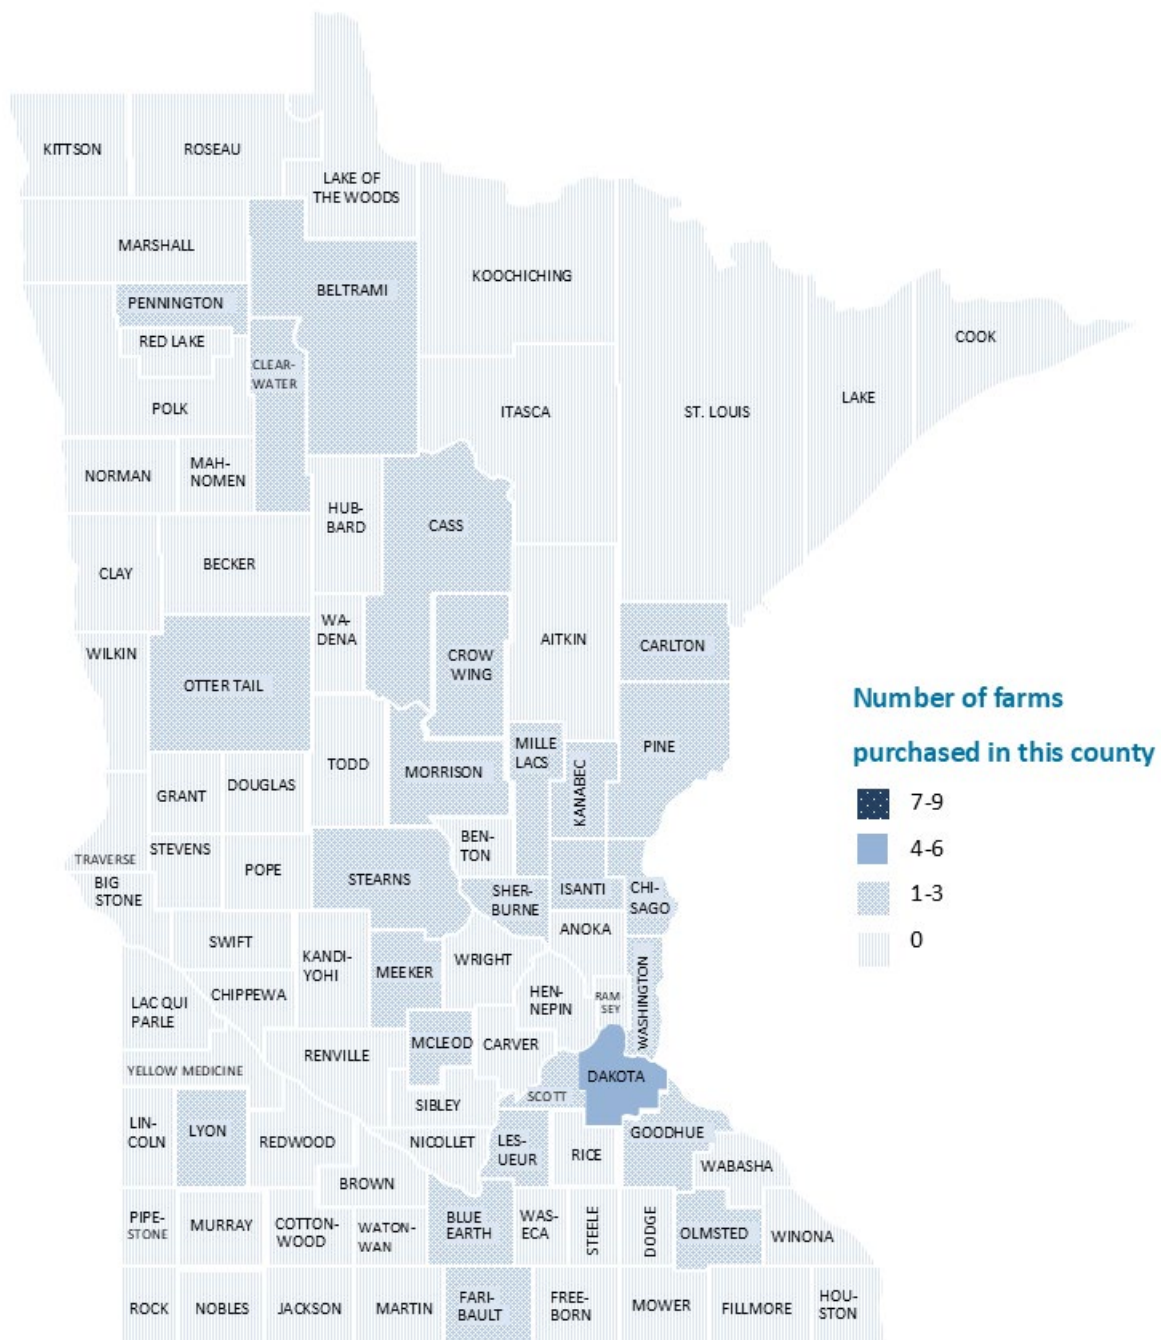 KITTSON
ROSEAU
LAKE OF
THE WOODS
MARSHALL
KOOCHICHING
BELTRAMI
PENNINGTON
RED LAKE
COOK
CLEAR-
WATER
LAKE
POLK
ITASCA
ST. LOUIS
NORMAN
MAH-
NOMEN
HUB-
BARD
CASS
CLAY
BECKER
WA-
DENA
AITKIN
CARLTON
WILKIN
CROW
WING
OTTER TAIL
Number of farms
purchased in this county
7-9
4-6
1-3
0
MILLE
LACS
PINE
TODD
MORRISON
KANABEC
GRANT
DOUGLAS
BEN-
TON
STEVENS
TRAVERSE
POPE
STEARNS
BIG
STONE
SHER-
BURNE
ISANTI
CHI-
SAGO
ANOKA
SWIFT
KANDI-
YOHI
MEEKER
WRIGHT
CHIPPEWA
LAC QUI
PARLE
HEN-
NEPIN
RAM
SEY
WASHINGTON
RENVILLE
MCLEOD
CARVER
YELLOW MEDICINE
DAKOTA
SCOTT
SIBLEY
LIN-
COLN
LYON
REDWOOD
NICOLLET
LES-
UEUR
RICE
GOODHUE
WABASHA
BROWN
PIPE-
STONE
MURRAY
COTTON-
WOOD
WATON-
WAN
BLUE
EARTH
WAS-
ECA
STEELE
DODGE
OLMSTED
WINONA
ROCK
NOBLES
JACKSON
MARTIN
FARI-
BAULT
FREE-
BORN
MOWER
FILLMORE
HOU-
STON